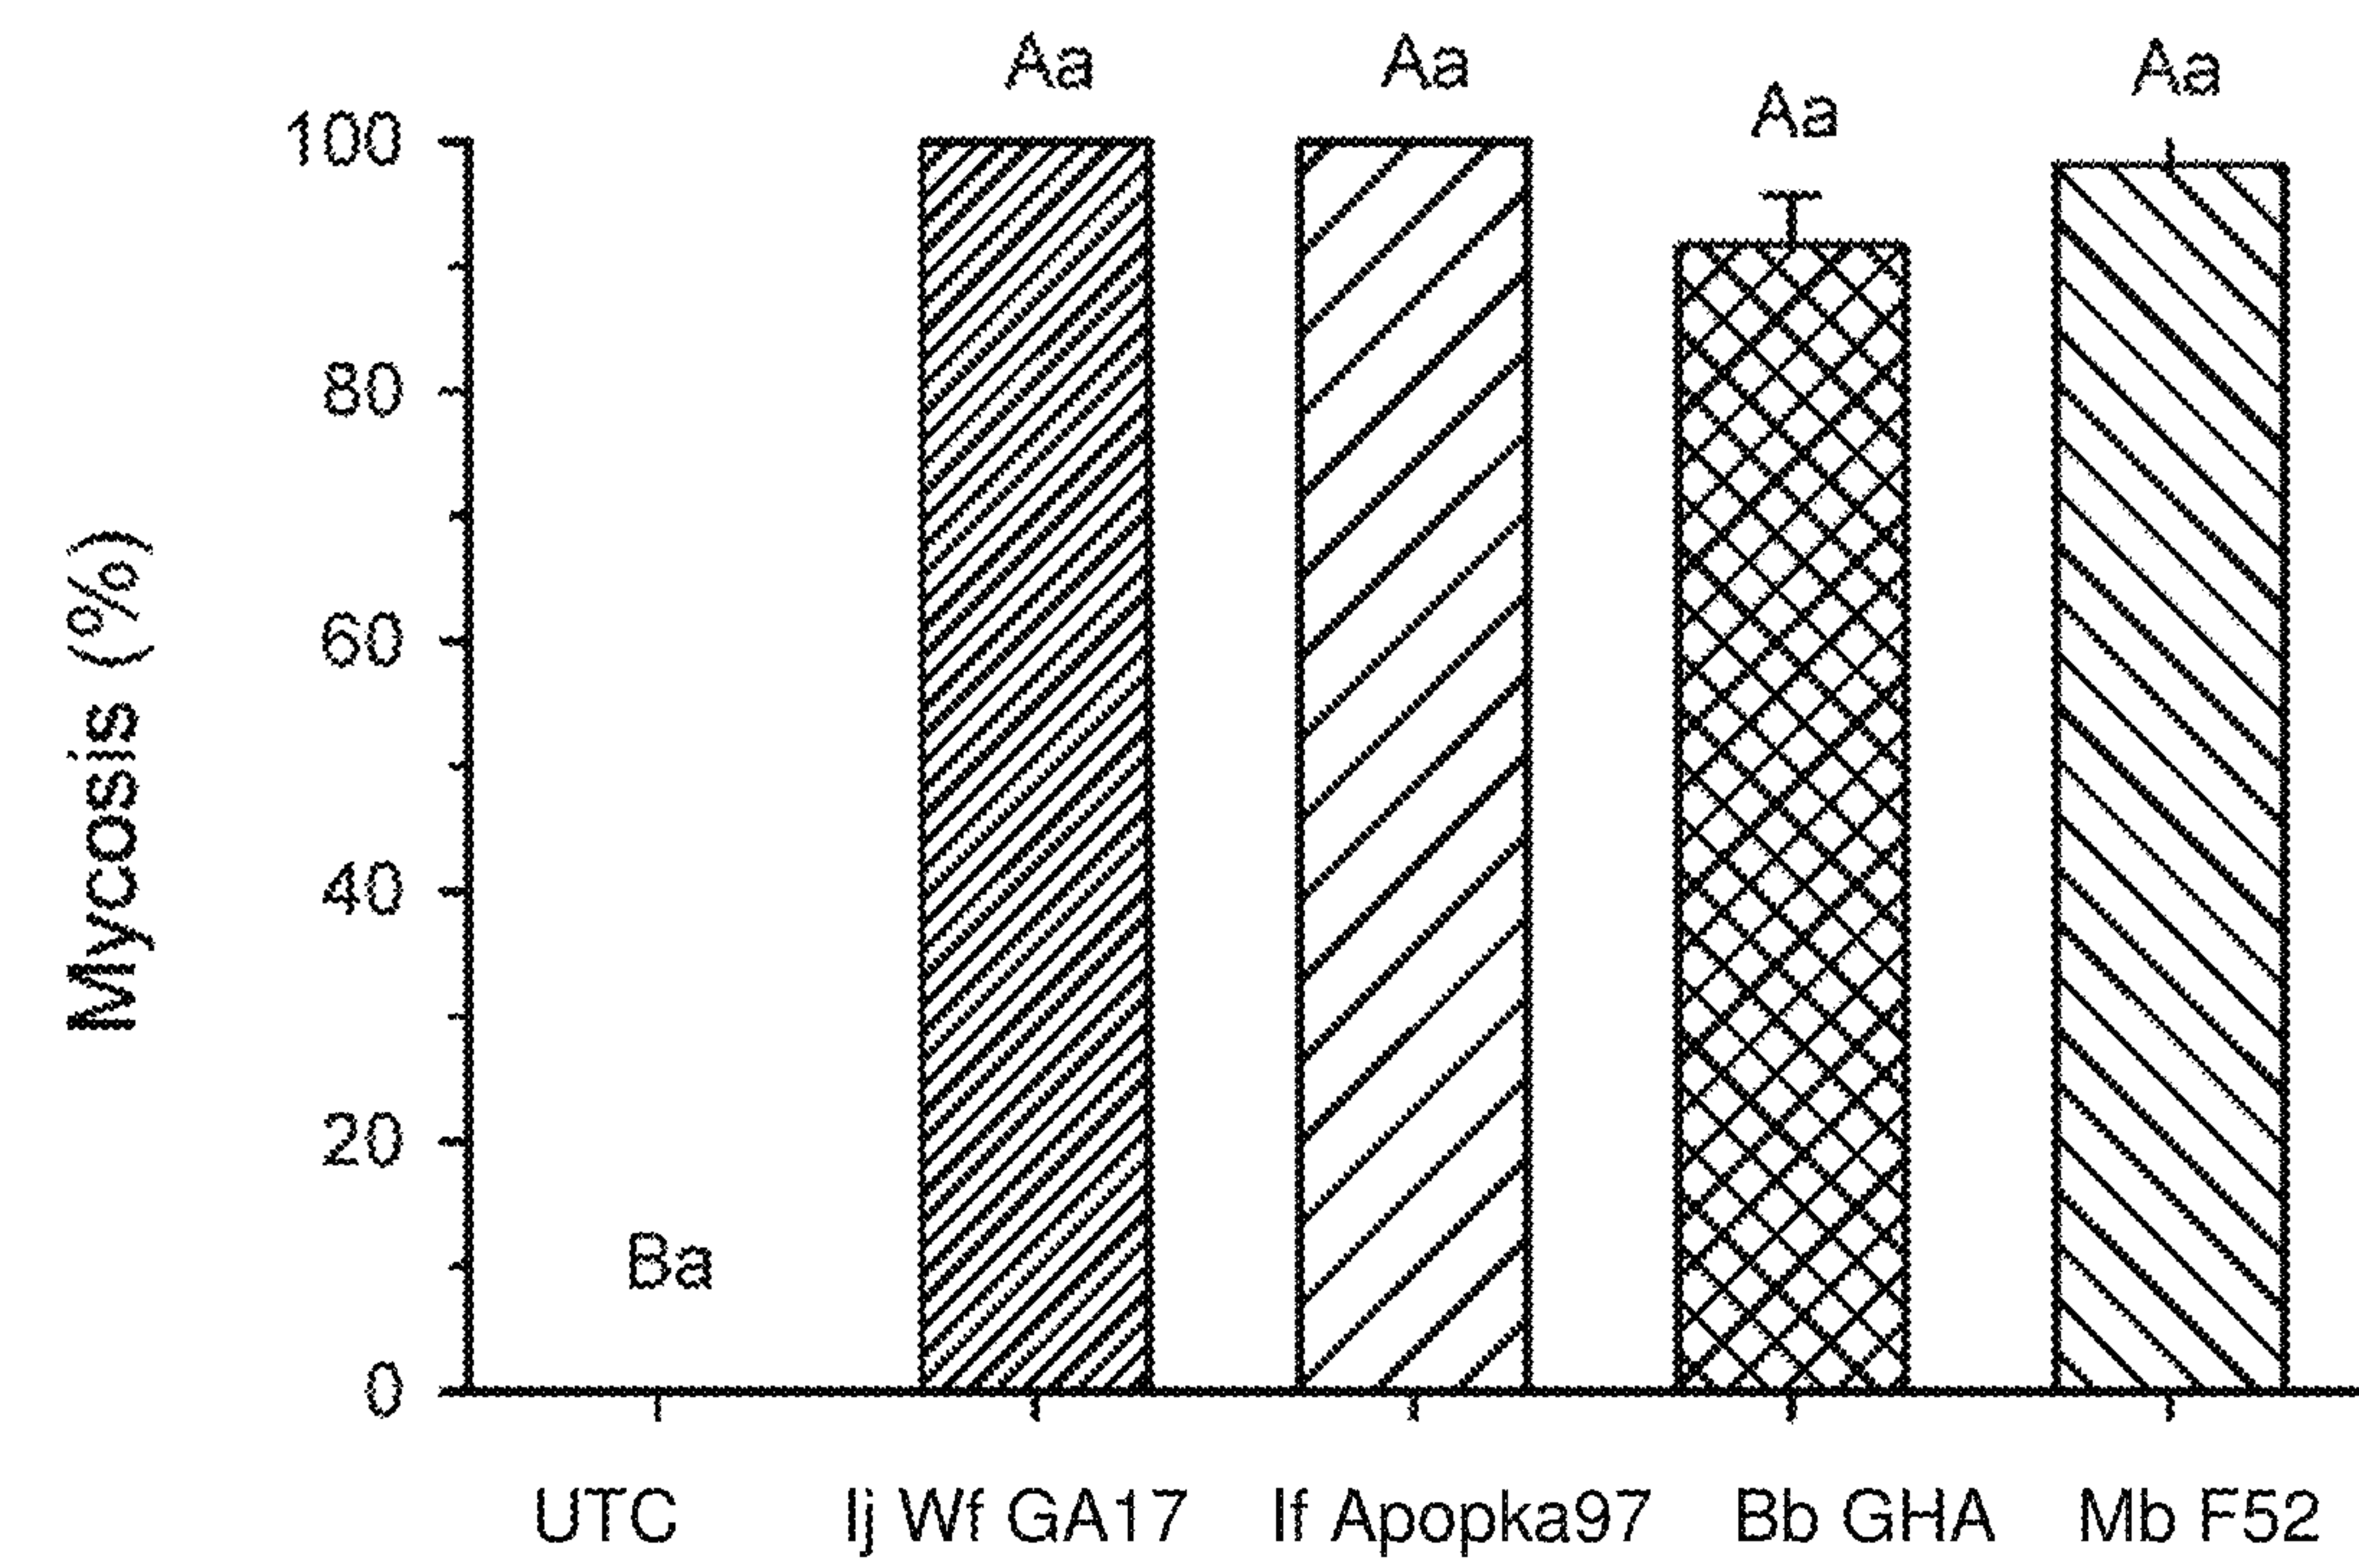 Aa Aa Aa Aa
100
80
60
40
20
0
Mycosis (%)
Ba
UTC Ij Wf GA17 If Apopka97 Bb GHA Mb F52